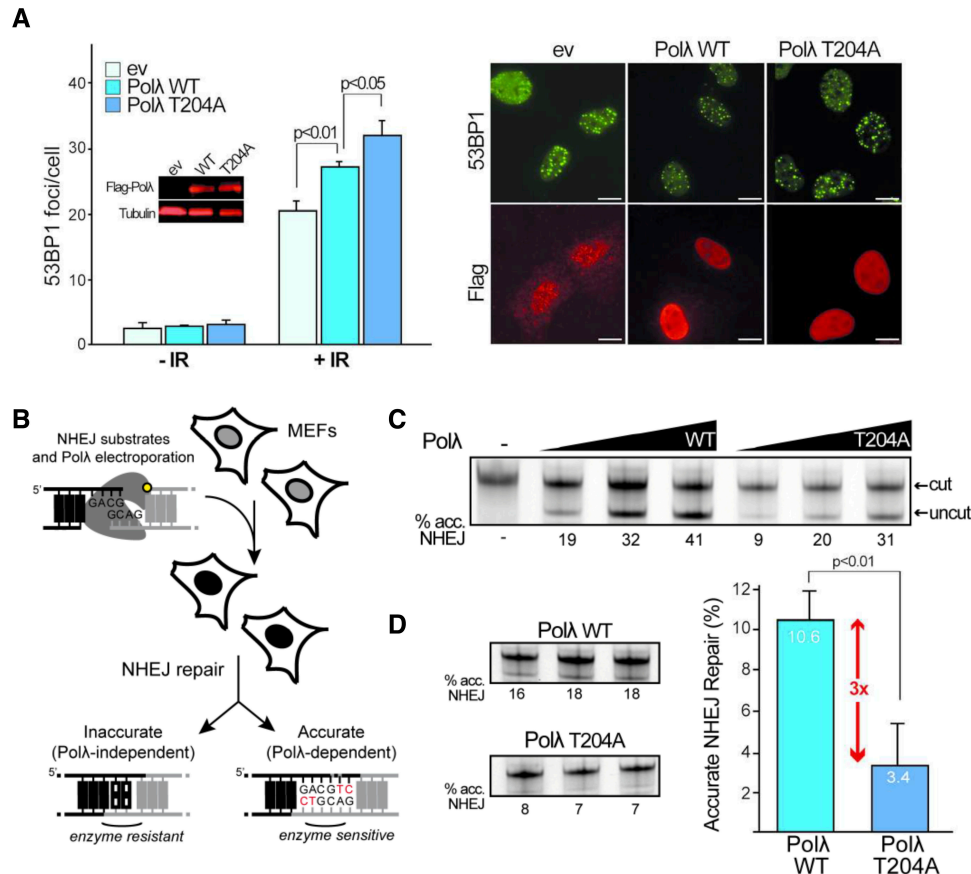 A
40
30
20
10
0
53BP1 foci/cell
ev
Polλ WT
Polλ T204A
p<0.01
p<0.05
ev WT T204A
Flag-Polλ
Tubulin
- IR
+ IR
ev Polλ WT Polλ T204A
53BP1
Flag
B
NHEJ substrates
and Polλ electroporation
MEFs
5'
GACG
GCAG
NHEJ repair
Inaccurate
(Polλ-independent)
Accurate
(Polλ-dependent)
5'
5'
GACGTC
CTGCAG
enzyme resistant
enzyme sensitive
C
Polλ - WT T204A
←cut
←uncut
% acc.
NHEJ - 19 32 41 9 20 31
D
Polλ WT
% acc.
NHEJ 16 18 18
Polλ T204A
% acc.
NHEJ 8 7 7
Accurate NHEJ Repair (%)
12
10
8
6
4
2
p<0.01
10.6
3x
3.4
Polλ
WT
Polλ
T204A